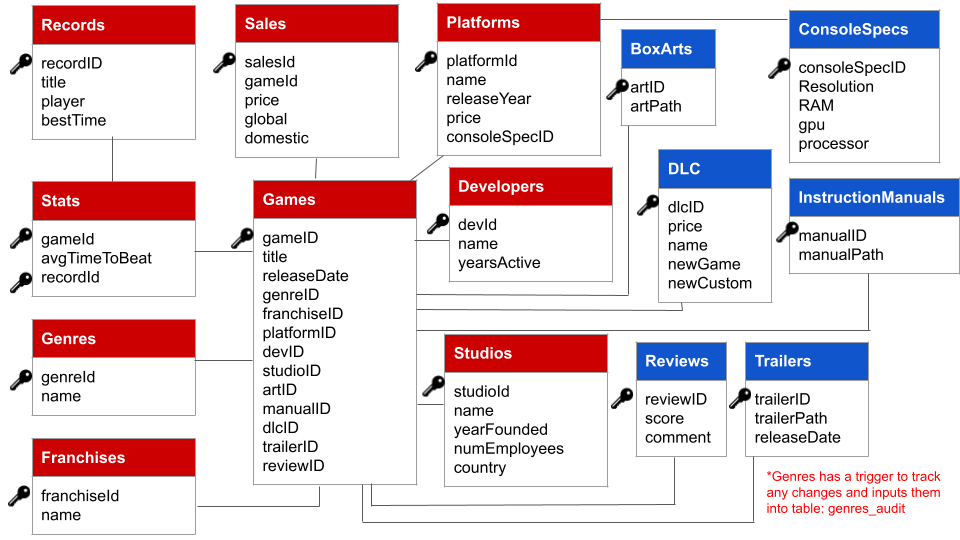 Records
recordID
title
player
bestTime
Sales
salesId
gameId
price
global
domestic
Platforms
platformId
name
releaseYear
price
consoleSpecID
BoxArts
artID
artPath
ConsoleSpecs
consoleSpecID
Resolution
RAM
gpu
processor
Stats
gameId
avgTimeToBeat
recordId
Games
gameID
title
releaseDate
genreID
franchiseID
platformID
devID
studioID
artID
manualID
dlcID
trailerID
reviewID
Developers
devId
name
yearsActive
DLC
dlcID
price
name
newGame
newCustom
InstructionManuals
manualID
manualPath
Genres
genreId
name
Studios
studioId
name
yearFounded
numEmployees
country
Reviews
reviewID
score
comment
Trailers
trailerID
trailerPath
releaseDate
Franchises
franchiseId
name
*Genres has a trigger to track
any changes and inputs them
into table: genres_audit